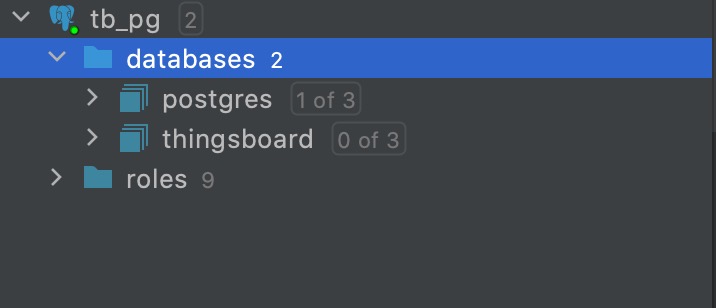 tb_pg 2
databases 2
postgres 1 of 3
thingsboard 0 of 3
roles 9